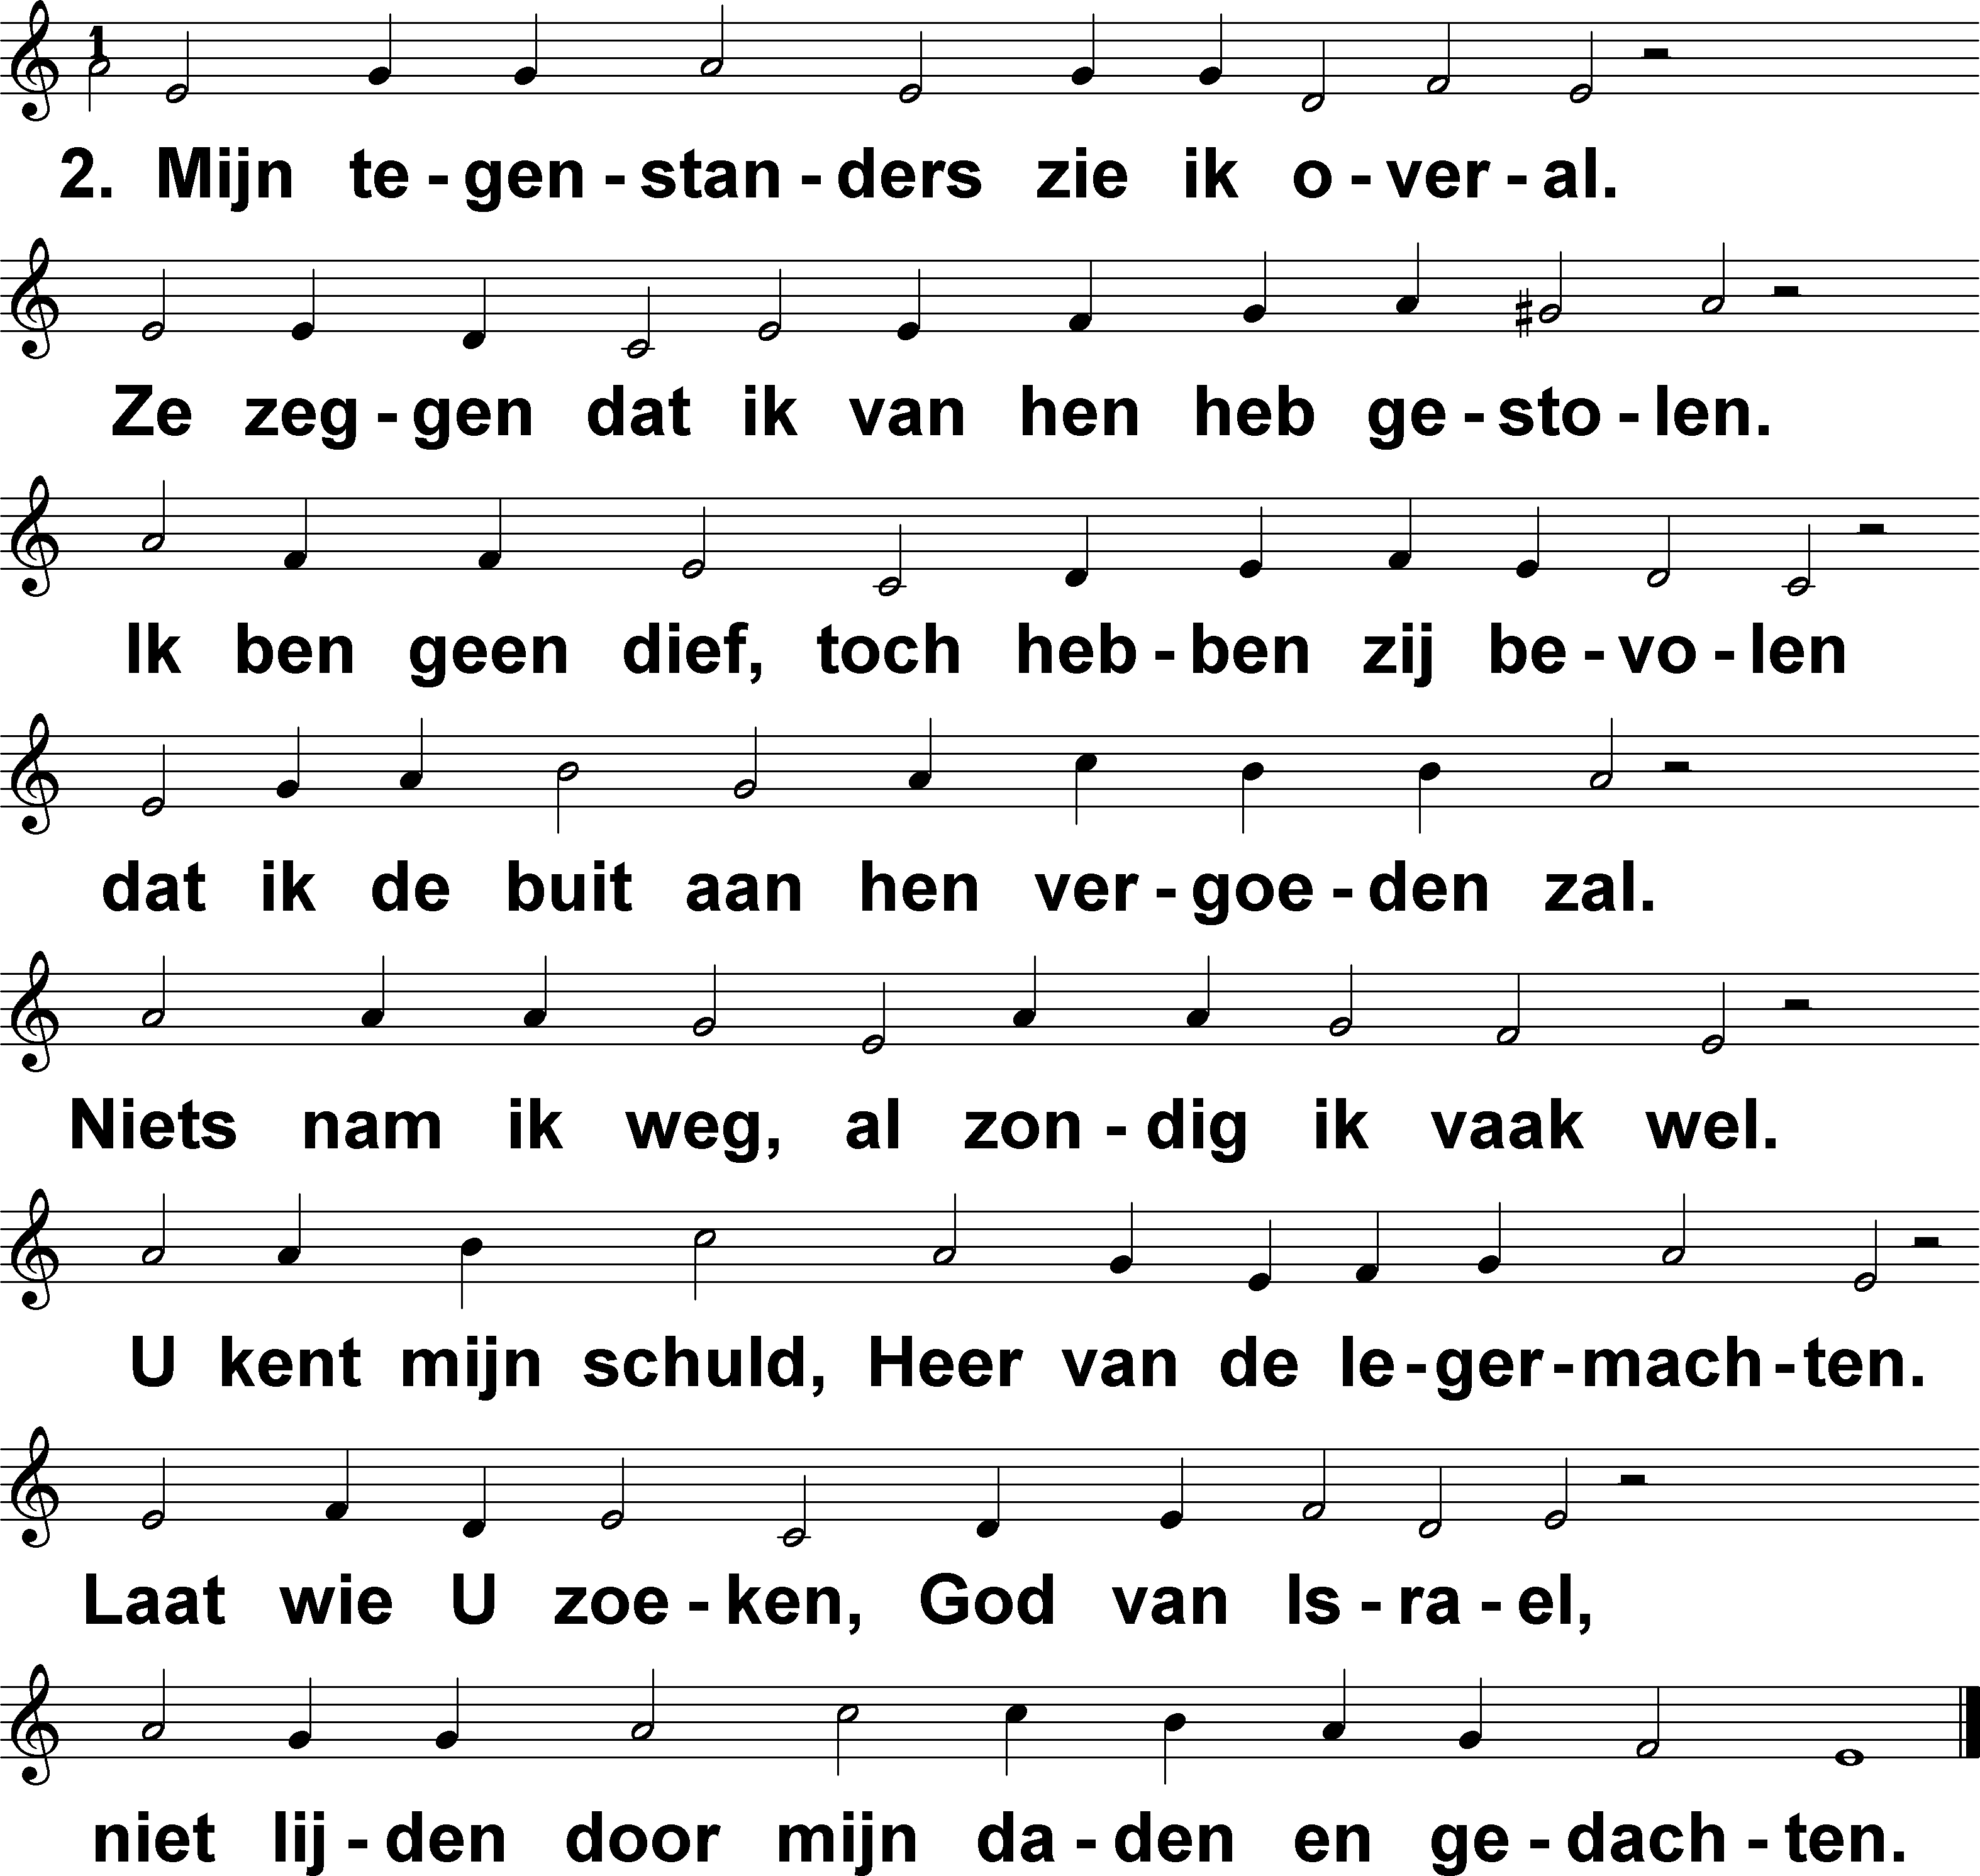 1
2. Mijn te - gen - stan - ders zie ik o - ver - al.
Ze zeg - gen dat ik van hen heb ge - sto - len.
Ik ben geen dief, toch heb - ben zij be - vo - len
dat ik de buit aan hen ver - goe - den zal.
Niets nam ik weg, al zon - dig ik vaak wel.
U kent mijn schuld, Heer van de le - ger - mach - ten.
Laat wie U zoe - ken, God van Is - ra - el,
niet lij - den door mijn da - den en ge - dach - ten.